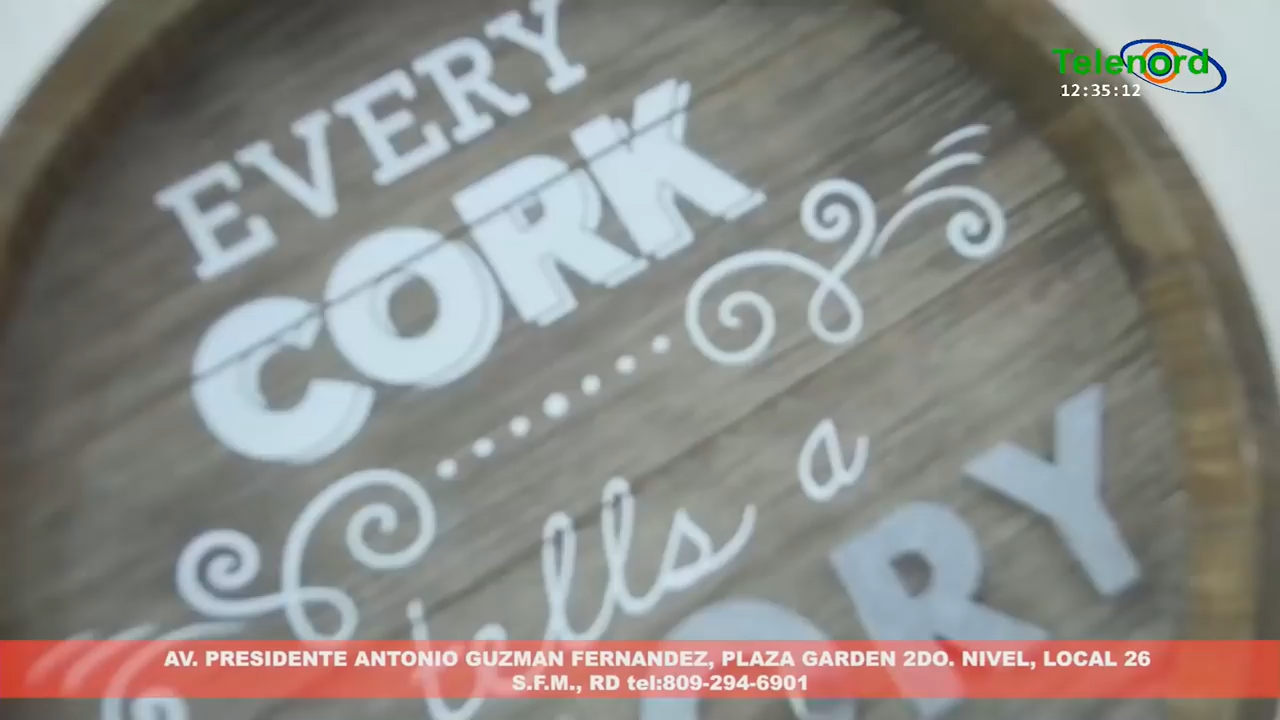 Telenord
12:35:12
EVERY
CORK
tells a
ORY
AV. PRESIDENTE ANTONIO GUZMAN FERNANDEZ, PLAZA GARDEN 2DO. NIVEL, LOCAL 26
S.F.M., RD tel:809-294-6901